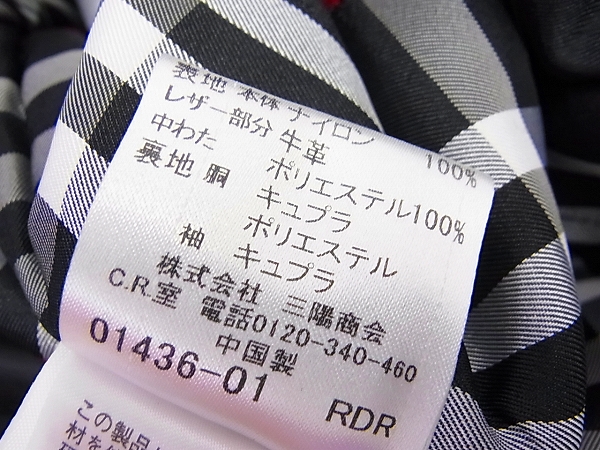 表地 本体 ナイロン 100%
レザー部分 牛革
中わた ポリエステル100%
裏地 胴 キュプラ
ポリエステル
袖 キュプラ
株式会社 三陽商会
C.R.室 電話0120-340-460
中国製
01436-01 RDR
この製品
材を